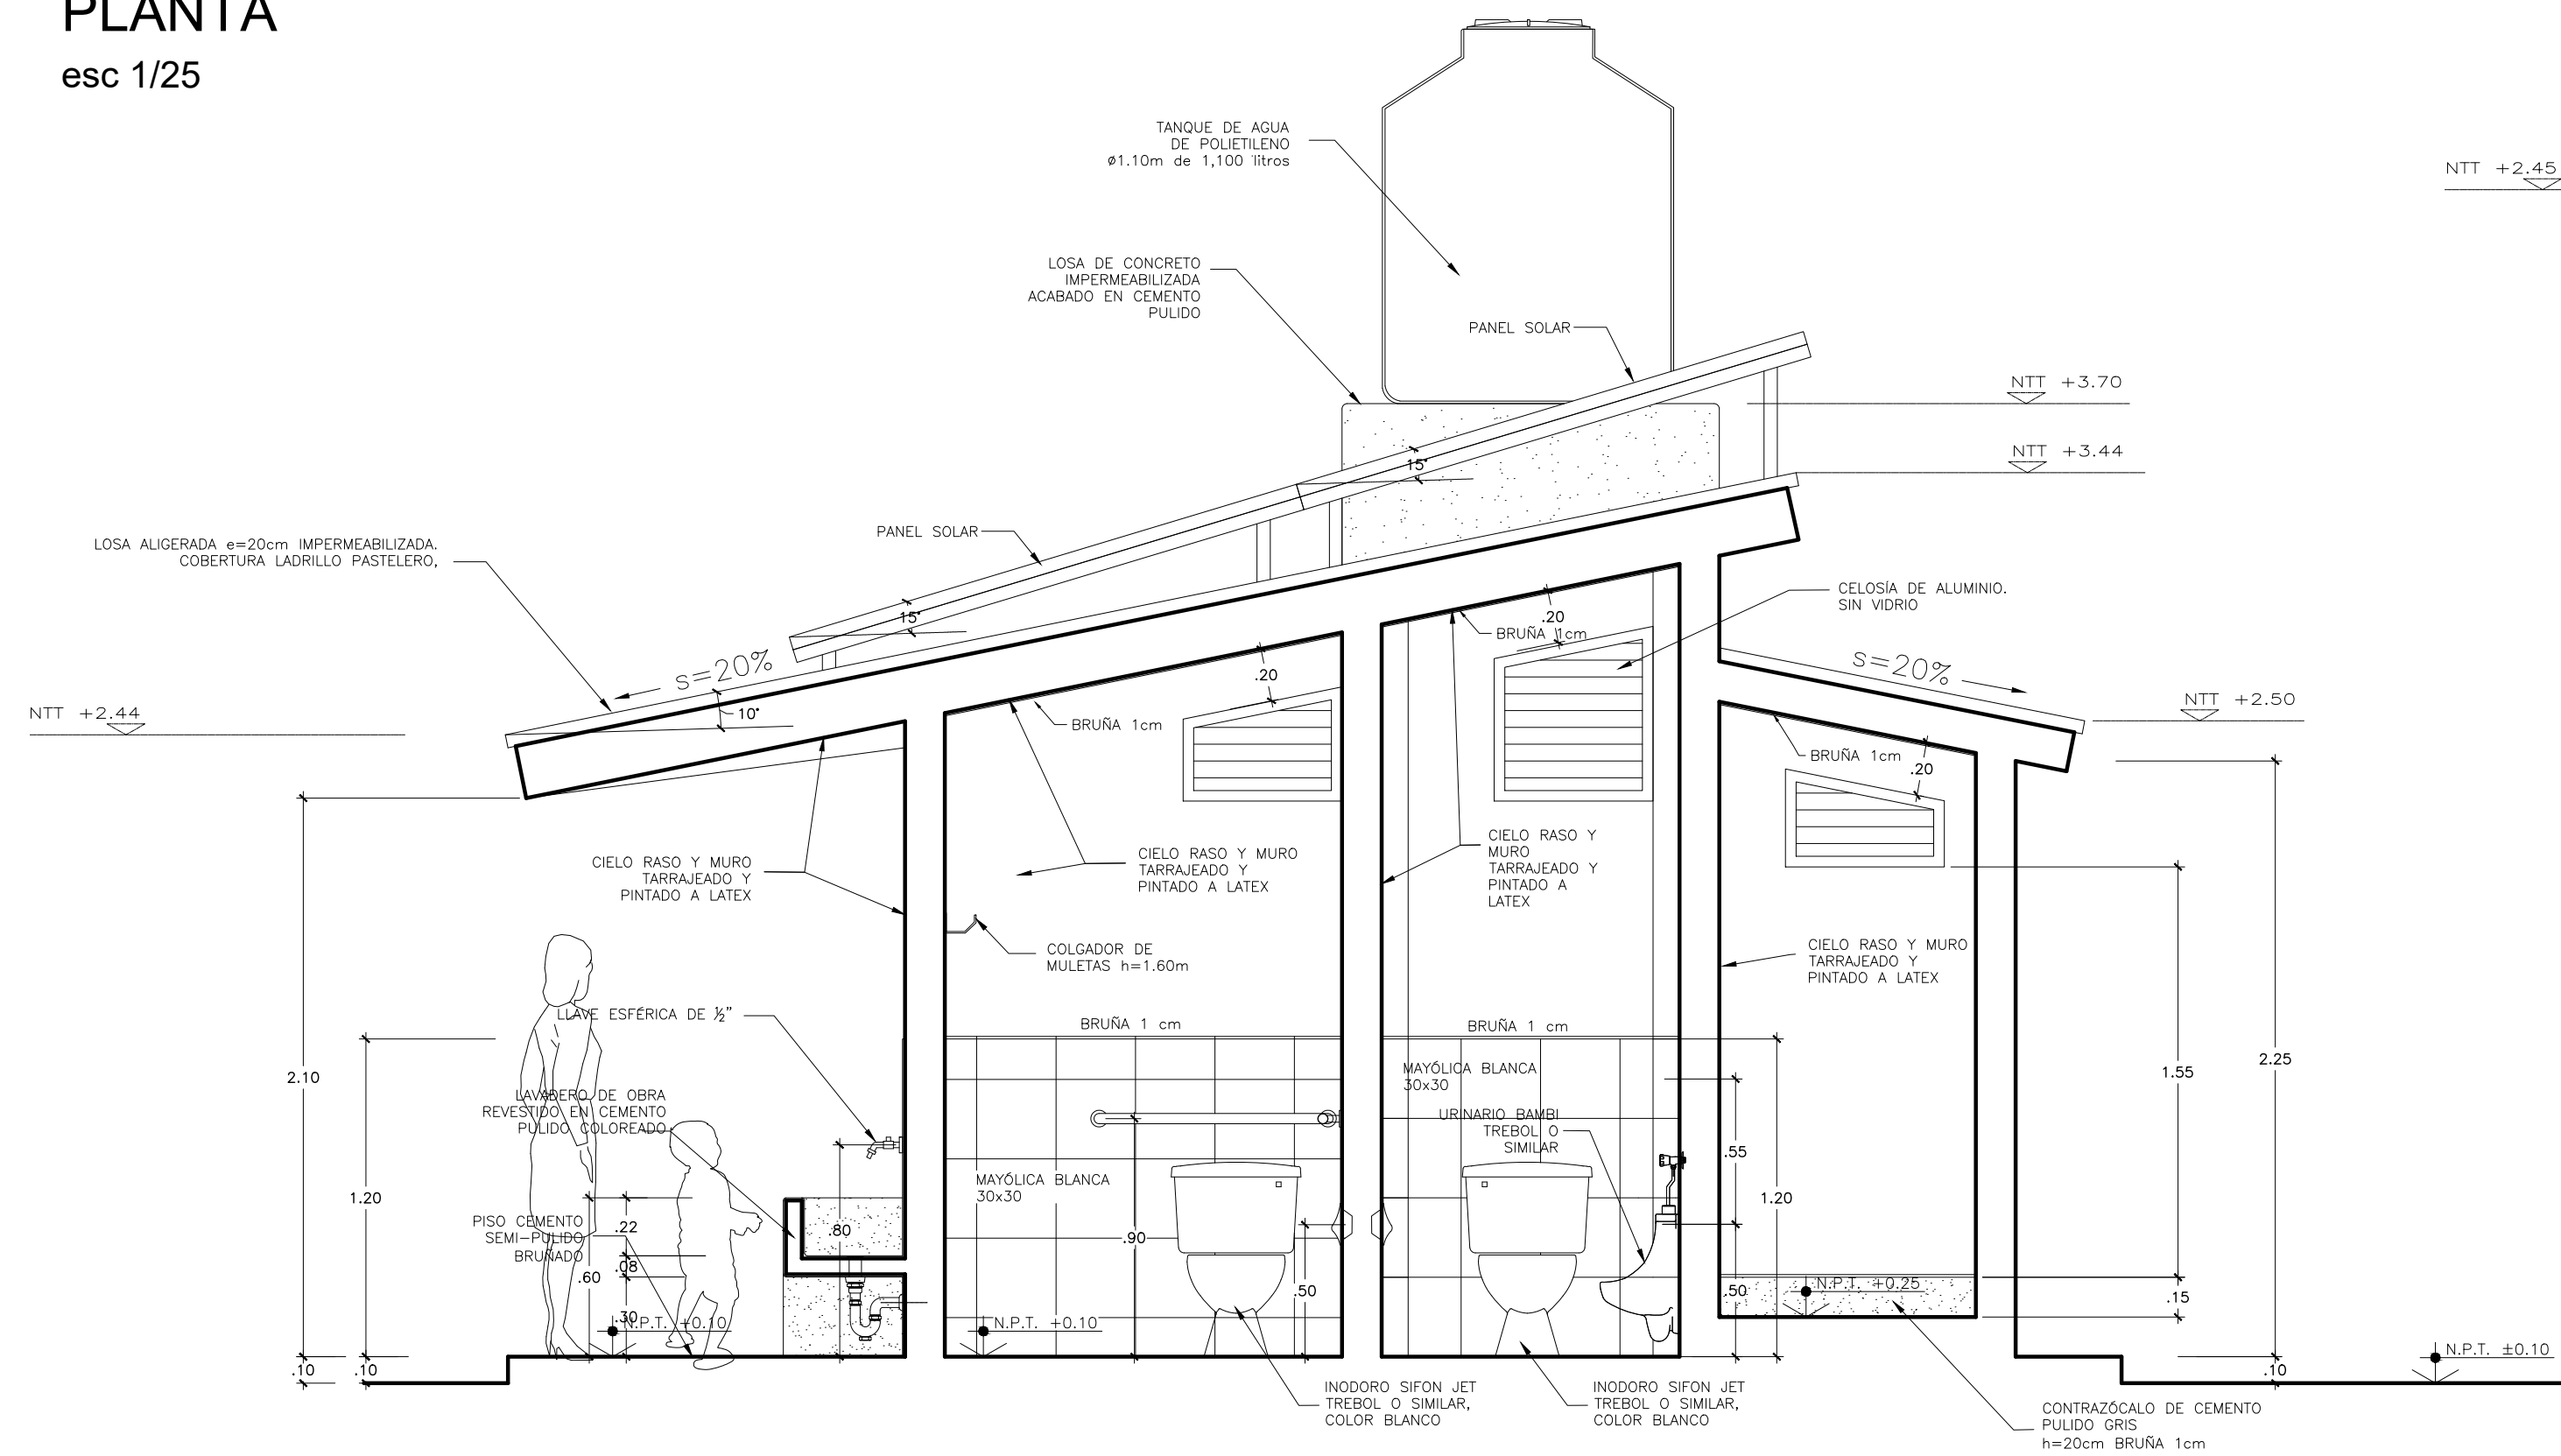 PLANTA
esc 1/25
TANQUE DE AGUA
DE POLIETILENO
ø1.10m de 1,100 litros
NTT +2.45
LOSA DE CONCRETO
IMPERMEABILIZADA
ACABADO EN CEMENTO
PULIDO
PANEL SOLAR
NTT +3.70
NTT +3.44
15°
PANEL SOLAR
LOSA ALIGERADA e=20cm IMPERMEABILIZADA.
COBERTURA LADRILLO PASTELERO,
CELOSÍA DE ALUMINIO.
SIN VIDRIO
15°
.20
BRUÑA 1cm
s=20%
s=20%
.20
NTT +2.44
10°
BRUÑA 1cm
NTT +2.50
BRUÑA 1cm
.20
CIELO RASO Y MURO
TARRAJEADO Y
PINTADO A LATEX
CIELO RASO Y MURO
TARRAJEADO Y
PINTADO A LATEX
CIELO RASO Y
MURO
TARRAJEADO Y
PINTADO A
LATEX
CIELO RASO Y MURO
TARRAJEADO Y
PINTADO A LATEX
COLGADOR DE
MULETAS h=1.60m
LLAVE ESFÉRICA DE ½"
BRUÑA 1 cm
BRUÑA 1 cm
2.10
2.25
1.55
MAYÓLICA BLANCA
30x30
LAVADERO DE OBRA
REVESTIDO EN CEMENTO
PULIDO COLOREADO
URINARIO BAMBI
TREBOL O
SIMILAR
.55
MAYÓLICA BLANCA
30x30
1.20
1.20
PISO CEMENTO
SEMI-PULIDO
BRUÑADO
.22
.80
.90
.08
.60
.50
.50
N.P.T. +0.25
.15
.30
N.P.T. +0.10
N.P.T. +0.10
N.P.T. ±0.10
.10
.10
.10
INODORO SIFON JET
TREBOL O SIMILAR,
COLOR BLANCO
INODORO SIFON JET
TREBOL O SIMILAR,
COLOR BLANCO
CONTRAZÓCALO DE CEMENTO
PULIDO GRIS
h=20cm BRUÑA 1cm